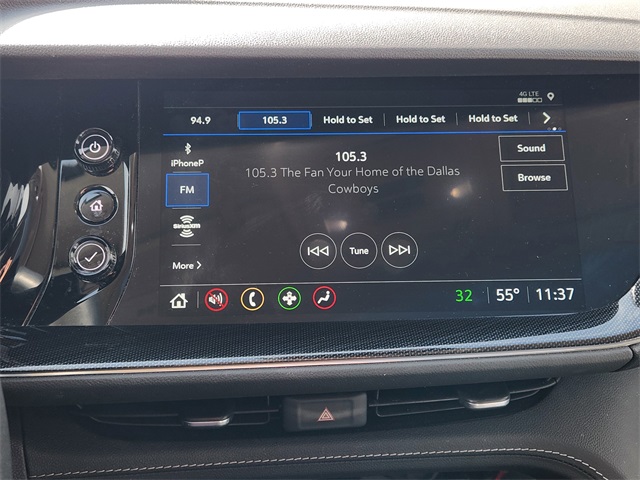 4G LTE
94.9 105.3 Hold to Set Hold to Set Hold to Set
iPhoneP
FM
SiriusXM
More
105.3
105.3 The Fan Your Home of the Dallas
Cowboys
Tune
Sound
Browse
32 55° 11:37